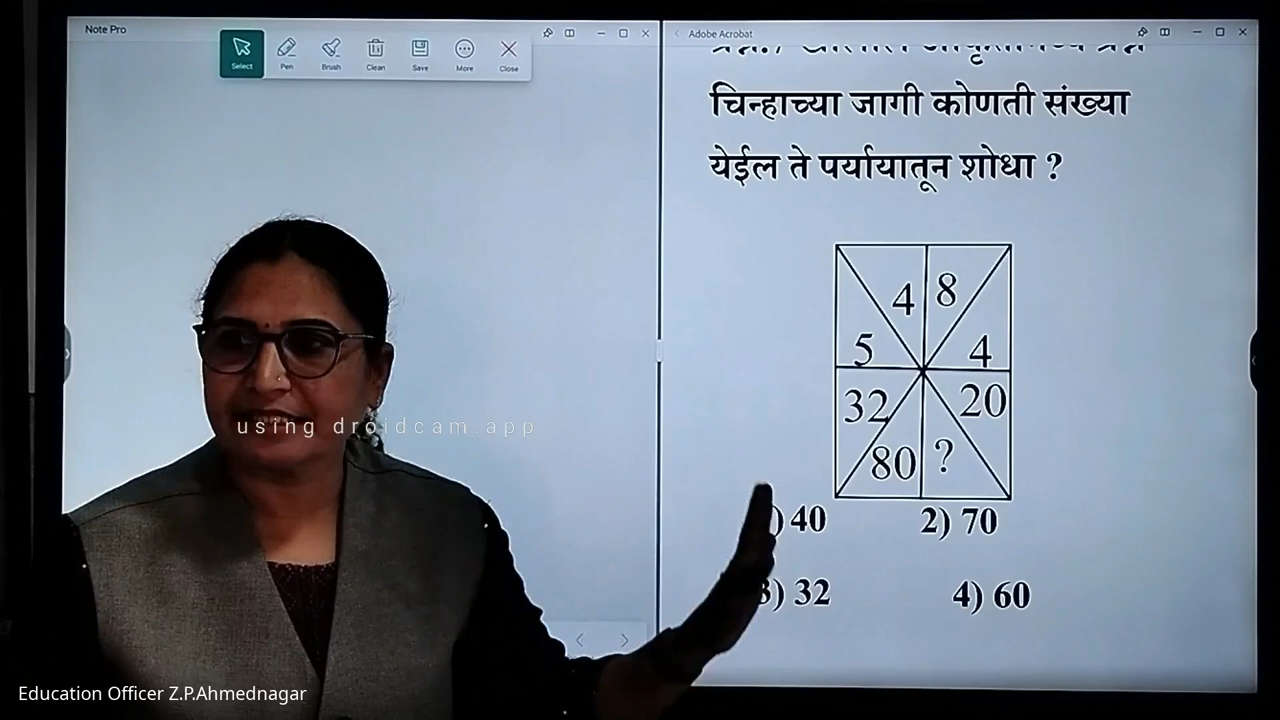 Note Pro
Select Pen Brush Clean Save More Close
Adobe Acrobat
चिन्हाच्या जागी कोणती संख्या
येईल ते पर्यायातून शोधा ?
4 8
5 4
32 20
80 ?
) 40 2) 70
3) 32 4) 60
using droidcam.app
Education Officer Z.P.Ahmednagar